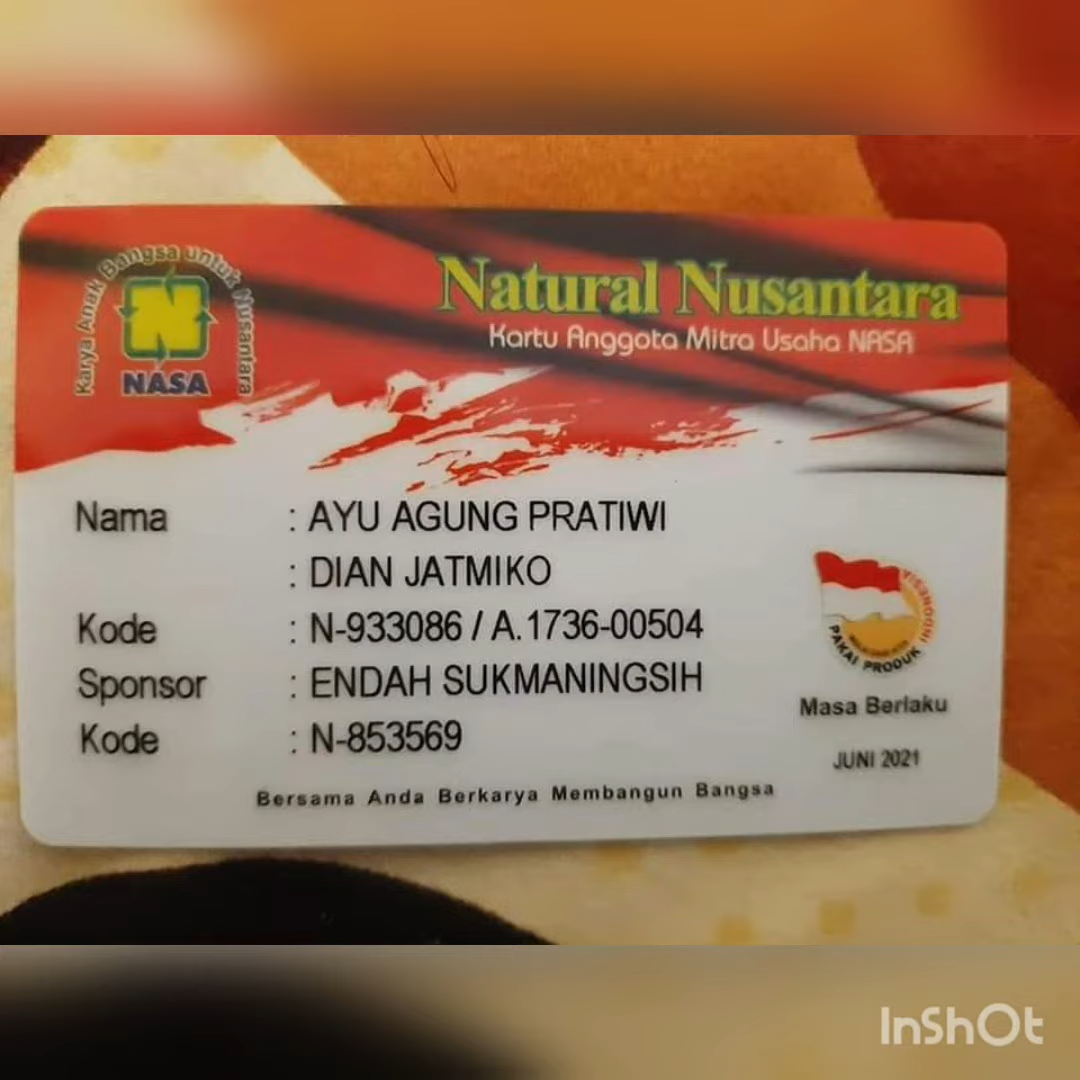 Karya Anak Bangsa untuk Nusantara
N
NASA
Natural Nusantara
Kartu Anggota Mitra Usaha NASA
Nama : AYU AGUNG PRATIWI
: DIAN JATMIKO
Kode : N-933086 / A.1736-00504
Sponsor : ENDAH SUKMANINGSIH
Kode : N-853569
PAKAI PRODUK INDONESIA
Masa Berlaku
JUNI 2021
Bersama Anda Berkarya Membangun Bangsa
InShOt